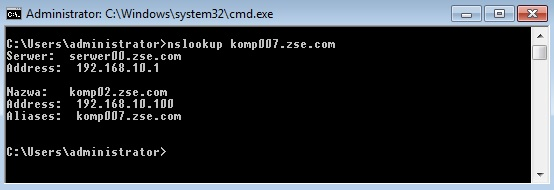 Administrator: C:\Windows\system32\cmd.exe
C:\Users\administrator>nslookup komp007.zse.com
Serwer:  serwer00.zse.com
Address:  192.168.10.1
Nazwa:   komp02.zse.com
Address:  192.168.10.100
Aliases:  komp007.zse.com
C:\Users\administrator>